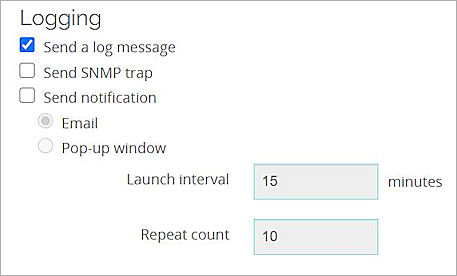 Logging
Send a log message
Send SNMP trap
Send notification
Email
Pop-up window
Launch interval 15 minutes
Repeat count 10